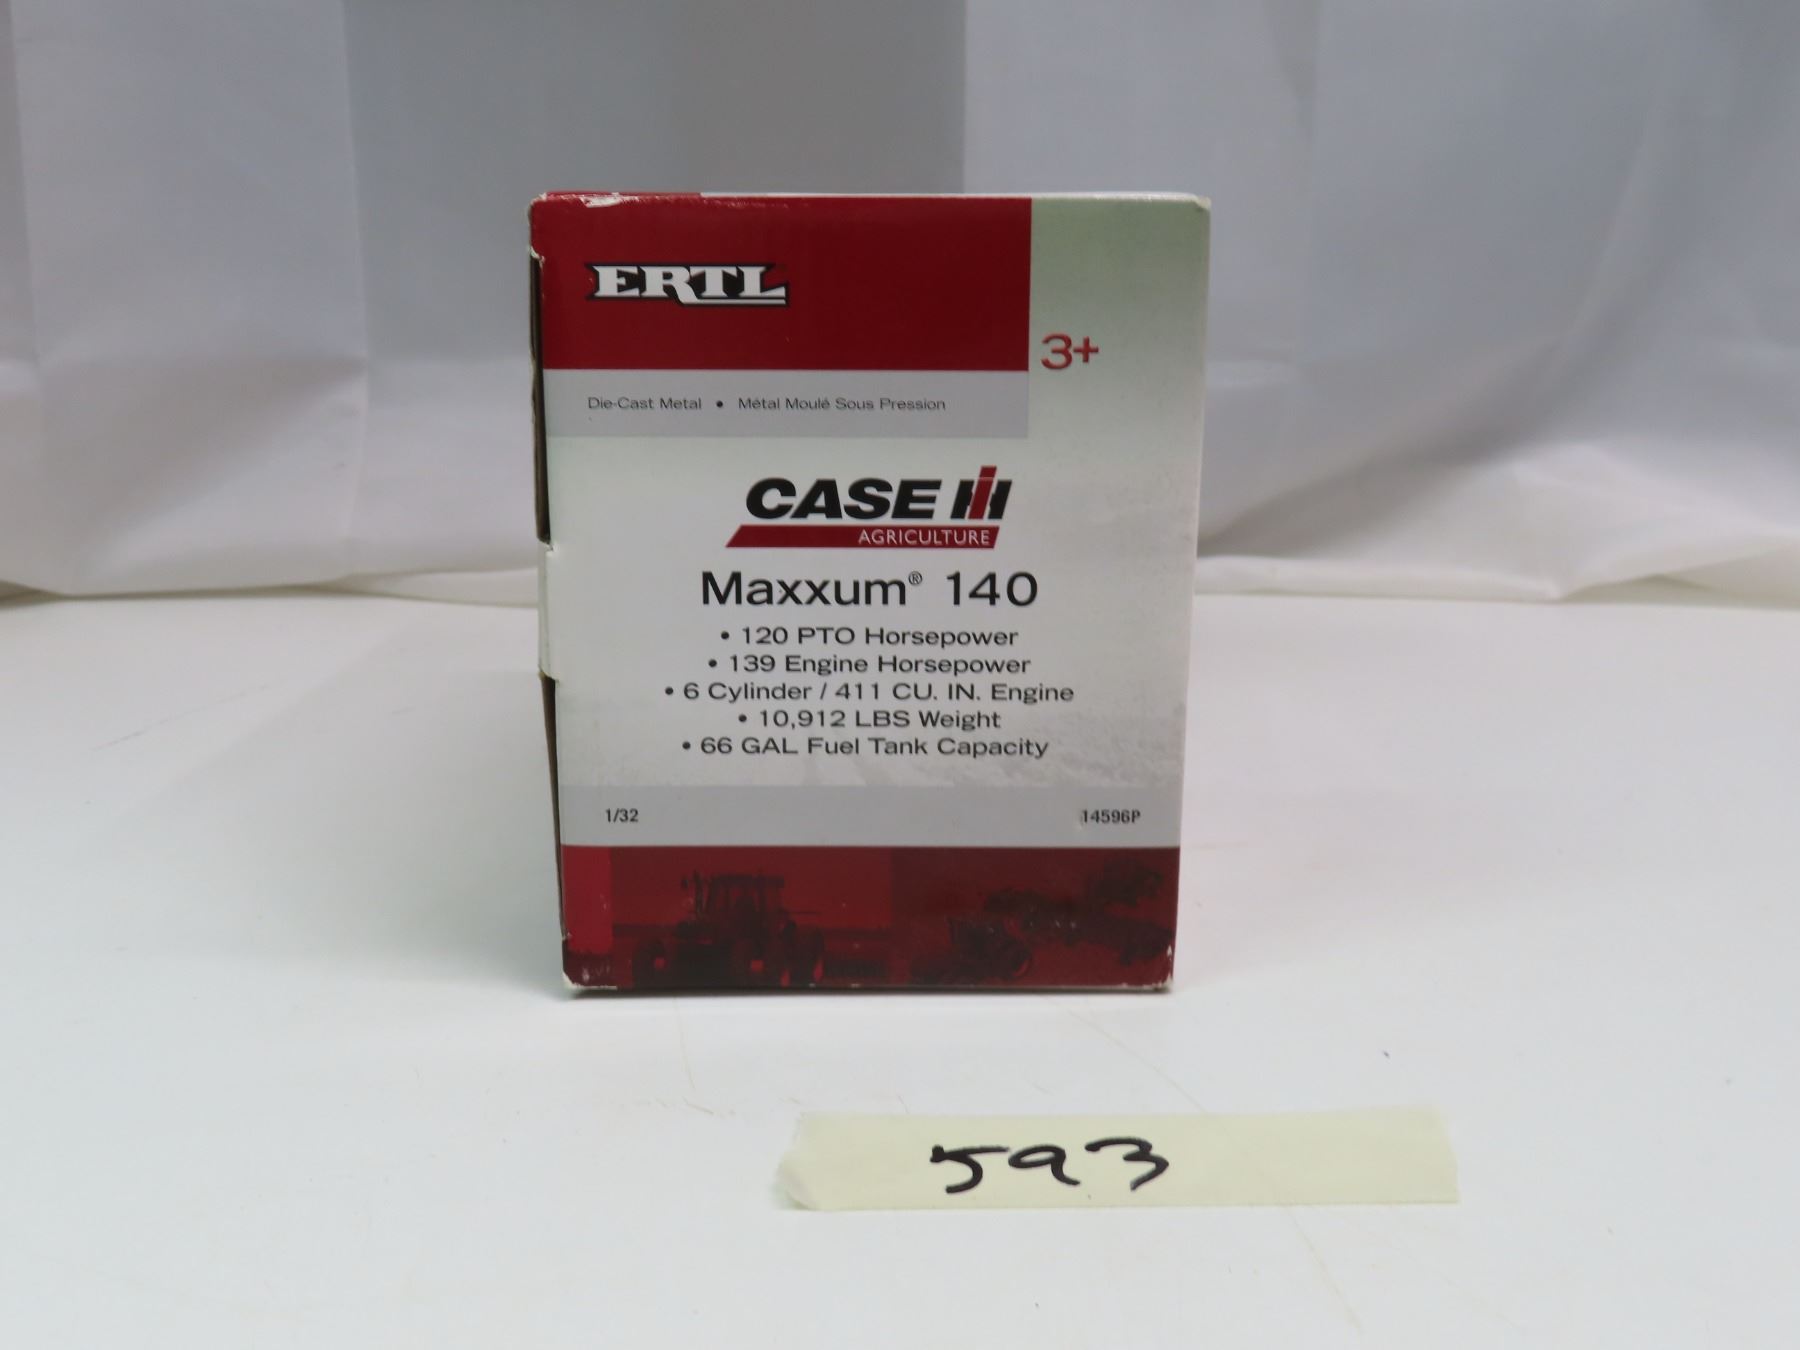 ERTL
3+
Die-Cast Metal • Métal Moulé Sous Pression
CASE IH
AGRICULTURE
Maxxum® 140
• 120 PTO Horsepower
• 139 Engine Horsepower
• 6 Cylinder / 411 CU. IN. Engine
• 10,912 LBS Weight
• 66 GAL Fuel Tank Capacity
1/32 14596P
593